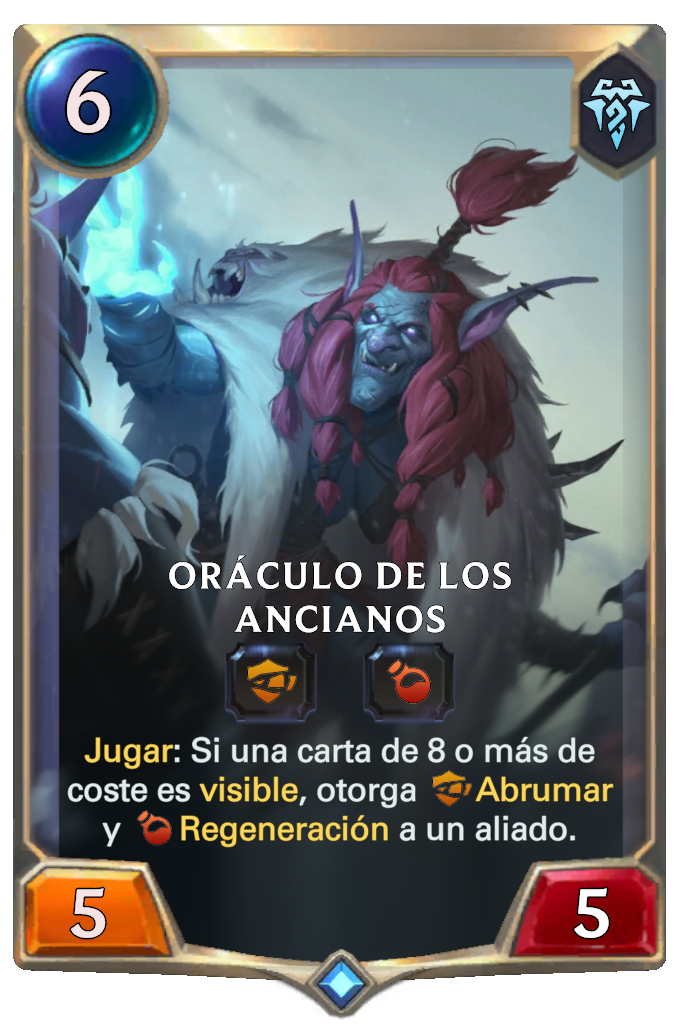 6
ORÁCULO DE LOS
ANCIANOS
Jugar: Si una carta de 8 o más de
coste es visible, otorga Abrumar
y Regeneración a un aliado.
5 5